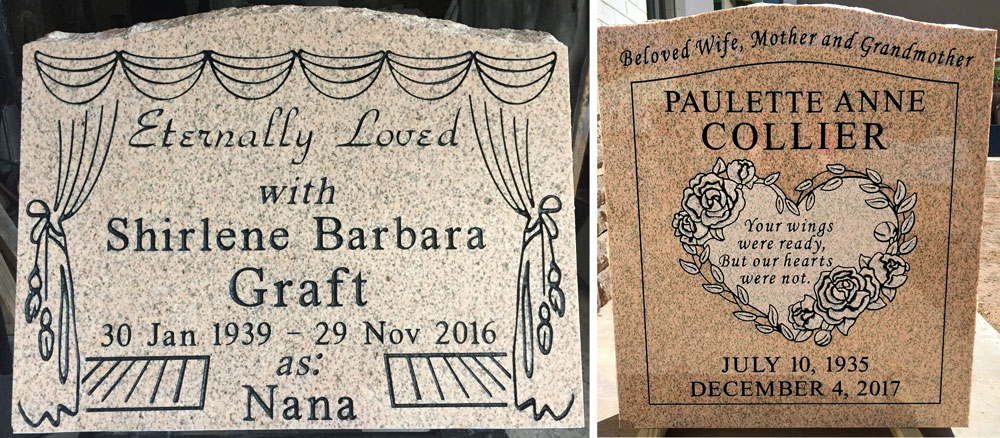 Eternally Loved
with
Shirlene Barbara
Graft
30 Jan 1939 – 29 Nov 2016
as:
Nana
Beloved Wife, Mother and Grandmother
PAULETTE ANNE
COLLIER
Your wings
were ready,
But our hearts
were not.
JULY 10, 1935
DECEMBER 4, 2017